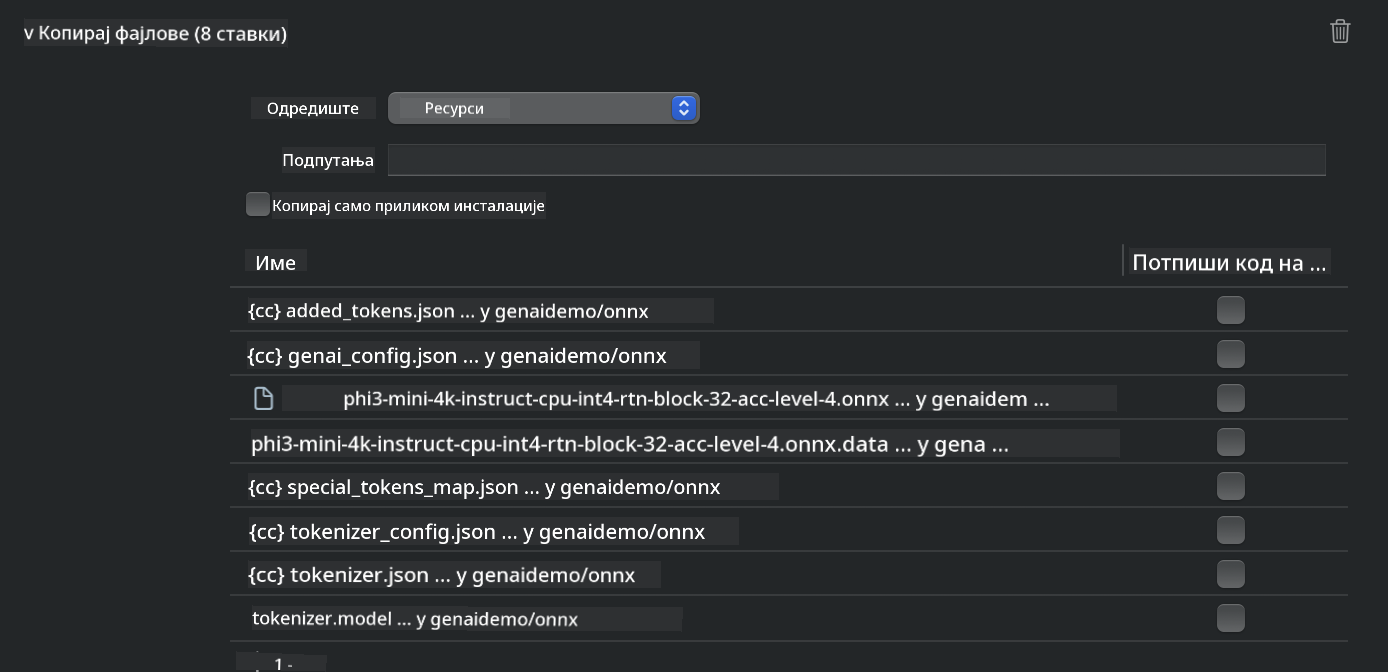 v Копирај фајлове (8 ставки)
Одредиште Ресурси
Подпутања
Копирај само приликом инсталације
Име Потпиши код на ...
{cc} added_tokens.json ... у genaidemo/onnx
{cc} genai_config.json ... у genaidemo/onnx
phi3-mini-4k-instruct-cpu-int4-rtn-block-32-acc-level-4.onnx ... у genaidem ...
phi3-mini-4k-instruct-cpu-int4-rtn-block-32-acc-level-4.onnx.data ... у gena ...
{cc} special_tokens_map.json ... у genaidemo/onnx
{cc} tokenizer_config.json ... у genaidemo/onnx
{cc} tokenizer.json ... у genaidemo/onnx
tokenizer.model ... у genaidemo/onnx